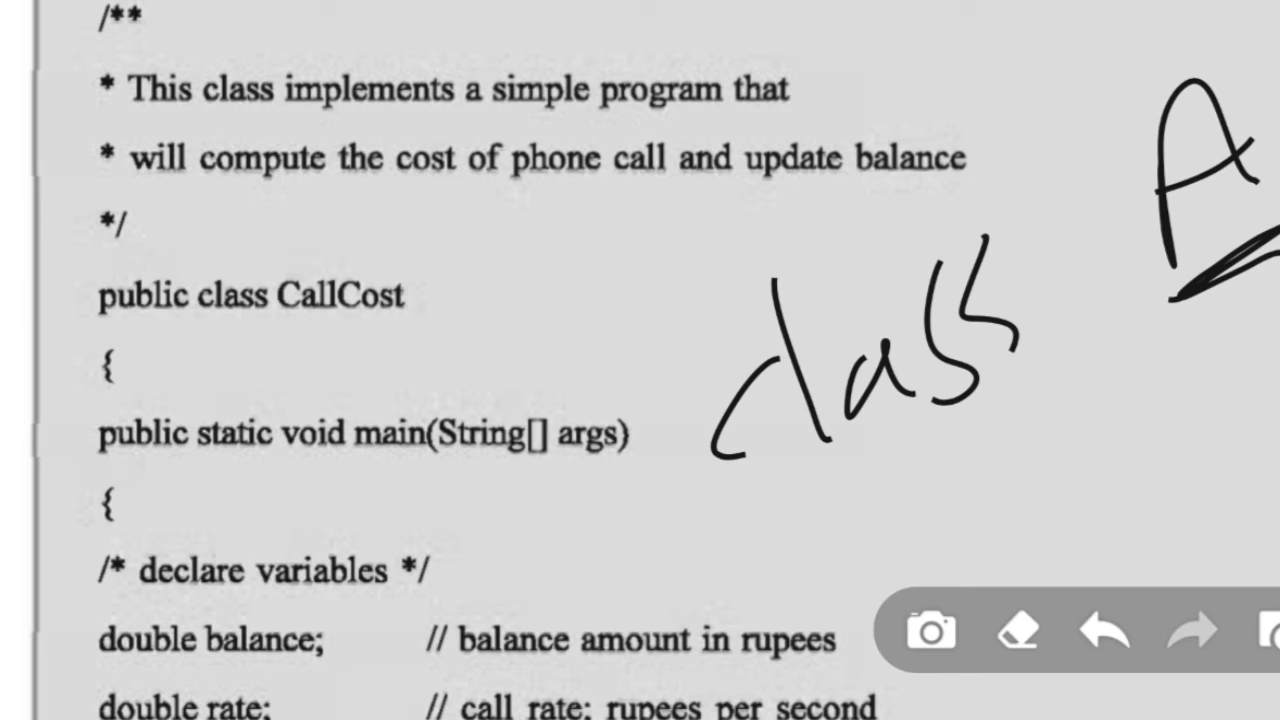 /**
* This class implements a simple program that
* will compute the cost of phone call and update balance
*/
public class CallCost
{
public static void main(String[] args)
{
/* declare variables */
double balance; // balance amount in rupees
double rate; // call rate; rupees per second
class A